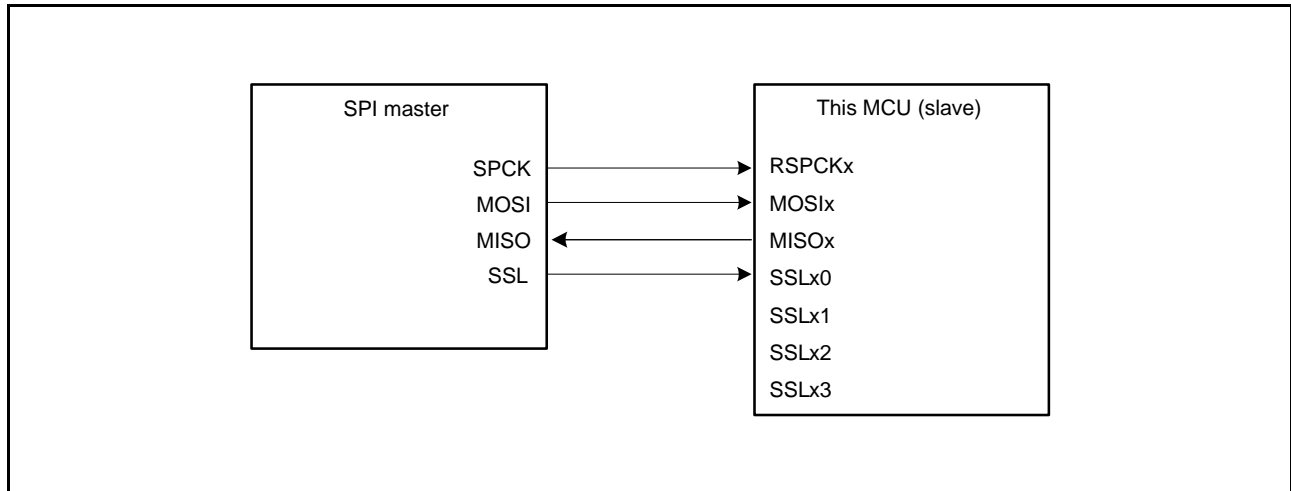 SPI master
This MCU (slave)
SPCK
RSPCKx
MOSI
MOSIx
MISO
MISOx
SSL
SSLx0
SSLx1
SSLx2
SSLx3